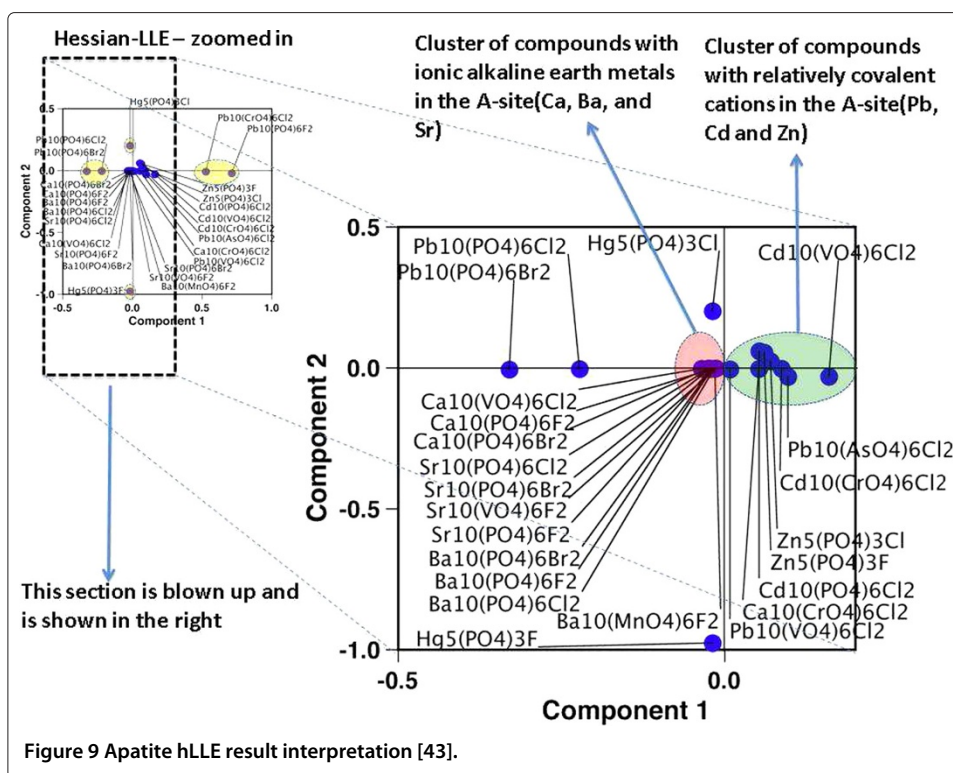 Hessian-LLE – zoomed in
Cluster of compounds with
ionic alkaline earth metals
in the A-site(Ca, Ba, and
Sr)
Cluster of compounds
with relatively covalent
cations in the A-site(Pb,
Cd and Zn)
0.5
0.0
-0.5
-1.0
Component 2
Hg5(PO4)3Cl
Pb10(CrO4)6Cl2
Pb10(PO4)6F2
Pb10(PO4)6Cl2
Pb10(PO4)6Br2
Ca10(PO4)6Br2
Ca10(PO4)6F2
Ba10(PO4)6F2
Ba10(PO4)6Cl2
Sr10(PO4)6Cl2
Ca10(VO4)6Cl2
Sr10(PO4)6F2
Ba10(PO4)6Br2
Zn5(PO4)3F
Zn5(PO4)3Cl
Cd10(PO4)6Cl2
Cd10(VO4)6Cl2
Cd10(CrO4)6Cl2
Pb10(AsO4)6Cl2
Ca10(CrO4)6Cl2
Pb10(VO4)6Cl2
Sr10(PO4)6Br2
Sr10(VO4)6F2
Ba10(MnO4)6F2
Hg5(PO4)3F
-0.5 0.0 0.5 1.0
Component 1
This section is blown up and
is shown in the right
0.5
0.0
-0.5
-1.0
Component 2
Pb10(PO4)6Cl2
Pb10(PO4)6Br2
Hg5(PO4)3Cl
Cd10(VO4)6Cl2
Ca10(VO4)6Cl2
Ca10(PO4)6F2
Ca10(PO4)6Br2
Sr10(PO4)6Cl2
Sr10(PO4)6Br2
Sr10(VO4)6F2
Sr10(PO4)6F2
Ba10(PO4)6Br2
Ba10(PO4)6F2
Ba10(PO4)6Cl2
Ba10(MnO4)6F2
Hg5(PO4)3F
Pb10(AsO4)6Cl2
Cd10(CrO4)6Cl2
Zn5(PO4)3Cl
Zn5(PO4)3F
Cd10(PO4)6Cl2
Ca10(CrO4)6Cl2
Pb10(VO4)6Cl2
-0.5 0.0
Component 1
Figure 9 Apatite hLLE result interpretation [43].